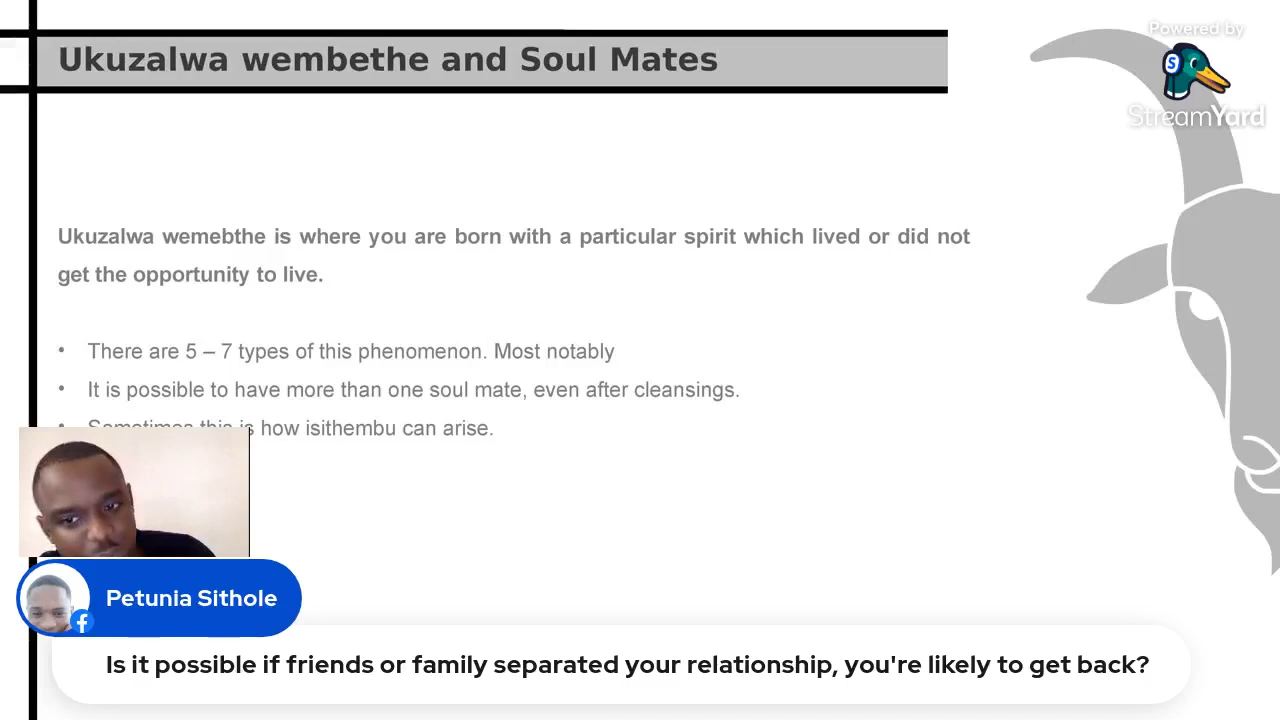 Powered by
StreamYard
Ukuzalwa wembethe and Soul Mates
Ukuzalwa wemebthe is where you are born with a particular spirit which lived or did not
get the opportunity to live.
• There are 5 – 7 types of this phenomenon. Most notably
• It is possible to have more than one soul mate, even after cleansings.
• Sometimes this is how isithembu can arise.
Petunia Sithole
Is it possible if friends or family separated your relationship, you're likely to get back?